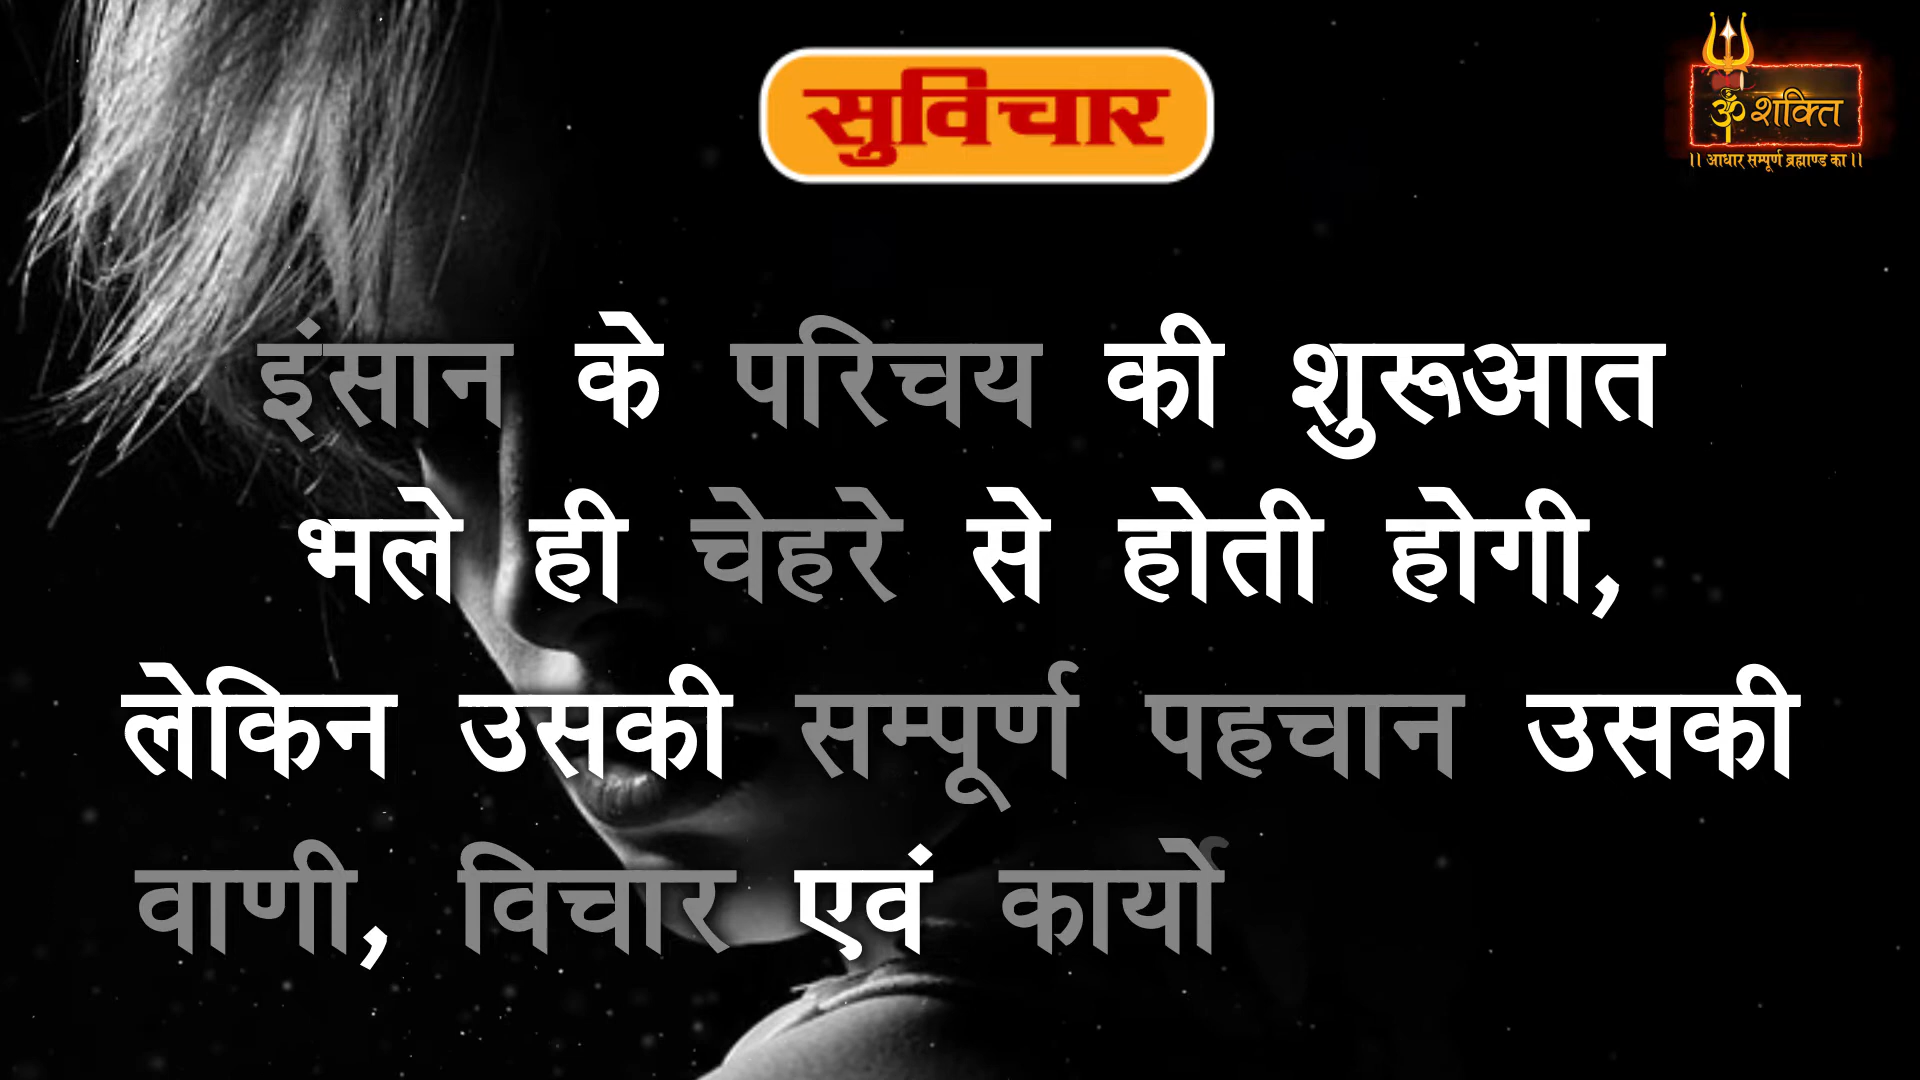 सुविचार
ॐ शक्ति
।। आधार सम्पूर्ण ब्रह्माण्ड का ।।
इंसान के परिचय की शुरूआत
भले ही चेहरे से होती होगी,
लेकिन उसकी सम्पूर्ण पहचान उसकी
वाणी, विचार एवं कार्यो